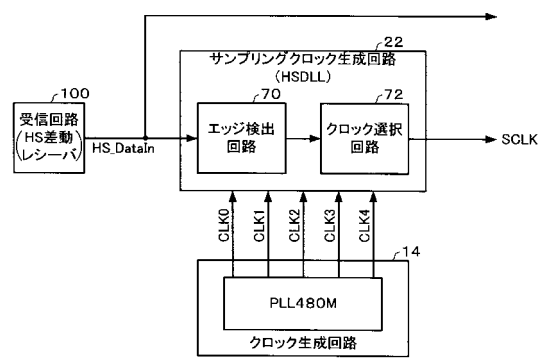 22
サンプリングクロック生成回路
(HSDLL)
100
受信回路
(HS差動
レシーバ)
HS_DataIn
70
エッジ検出
回路
72
クロック選択
回路
SCLK
CLK0
CLK1
CLK2
CLK3
CLK4
14
PLL480M
クロック生成回路